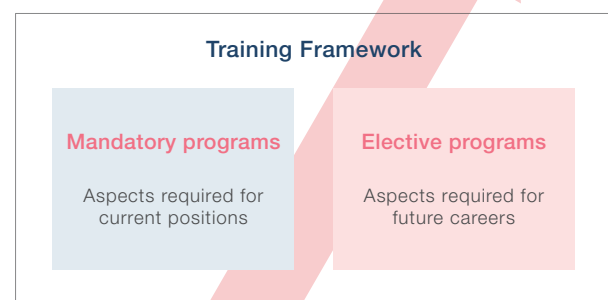 Training Framework
Mandatory programs
Aspects required for
current positions
Elective programs
Aspects required for
future careers